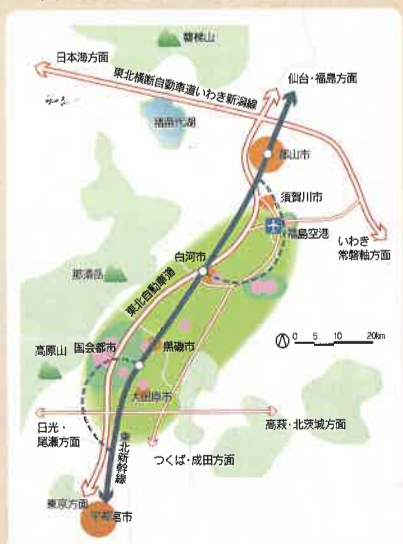 磐梯山
日本海方面
東北横断自動車道いわき新潟線
仙台・福島方面
猪苗代湖
郡山市
須賀川市
福島空港
いわき
常磐軸方面
白河市
那須岳
東北自動車道
0 5 10 20km
高原山
国会都市
黒磯市
大田原市
日光・
尾瀬方面
高萩・北茨城方面
つくば・成田方面
東北新幹線
東京方面
宇都宮市